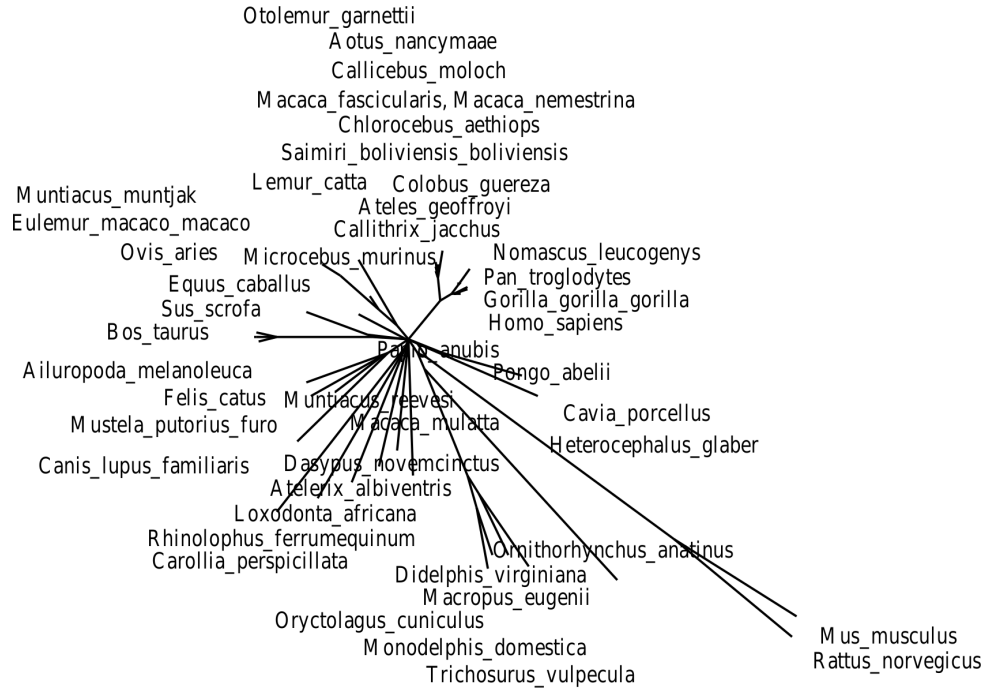 Otolemur_garnettii
Aotus_nancymaae
Callicebus_moloch
Macaca_fascicularis, Macaca_nemestrina
Chlorocebus_aethiops
Saimiri_boliviensis_boliviensis
Lemur_catta
Colobus_guereza
Muntiacus_muntjak
Ateles_geoffroyi
Eulemur_macaco_macaco
Callithrix_jacchus
Ovis_aries
Microcebus_murinus
Nomascus_leucogenys
Pan_troglodytes
Equus_caballus
Gorilla_gorilla_gorilla
Sus_scrofa
Homo_sapiens
Bos_taurus
Papio_anubis
Ailuropoda_melanoleuca
Pongo_abelii
Felis_catus
Muntiacus_reevesi
Cavia_porcellus
Mustela_putorius_furo
Macaca_mulatta
Heterocephalus_glaber
Canis_lupus_familiaris
Dasypus_novemcinctus
Atelerix_albiventris
Loxodonta_africana
Rhinolophus_ferrumequinum
Ornithorhynchus_anatinus
Carollia_perspicillata
Didelphis_virginiana
Macropus_eugenii
Oryctolagus_cuniculus
Mus_musculus
Monodelphis_domestica
Rattus_norvegicus
Trichosurus_vulpecula